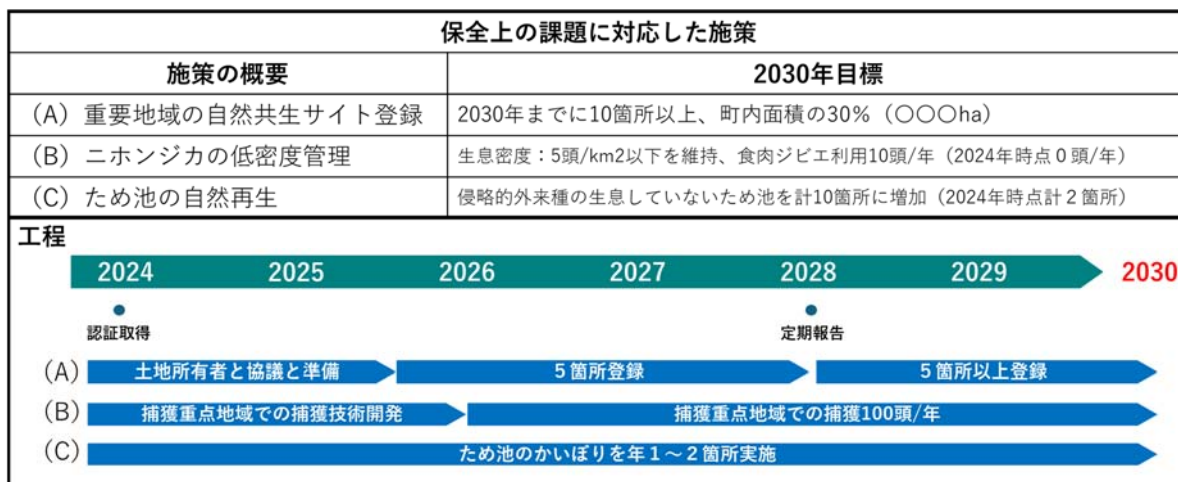 保全上の課題に対応した施策
施策の概要 2030年目標
(A)重要地域の自然共生サイト登録 2030年までに10箇所以上、町内面積の30%(〇〇〇ha)
(B)ニホンジカの低密度管理 生息密度:5頭/km2以下を維持、食肉ジビエ利用10頭/年(2024年時点0頭/年)
(C)ため池の自然再生 侵略的外来種の生息していないため池を計10箇所に増加(2024年時点計2箇所)
工程
2024 2025 2026 2027 2028 2029 2030
認証取得 定期報告
(A) 土地所有者と協議と準備 5箇所登録 5箇所以上登録
(B) 捕獲重点地域での捕獲技術開発 捕獲重点地域での捕獲100頭/年
(C) ため池のかいぼりを年1~2箇所実施